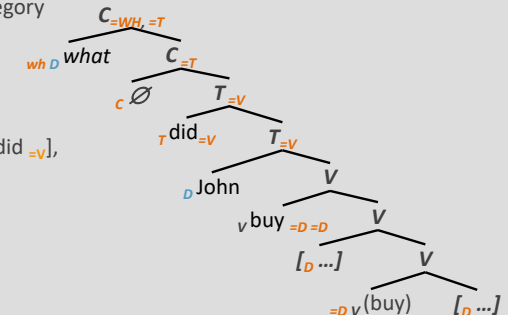 egory
C =WH, =T
wh D what
C =T
C ∅
T =V
did =V],
T did =V
T =V
D John
V
V buy =D =D
V
[D ...]
V
=D V (buy)
[D ...]